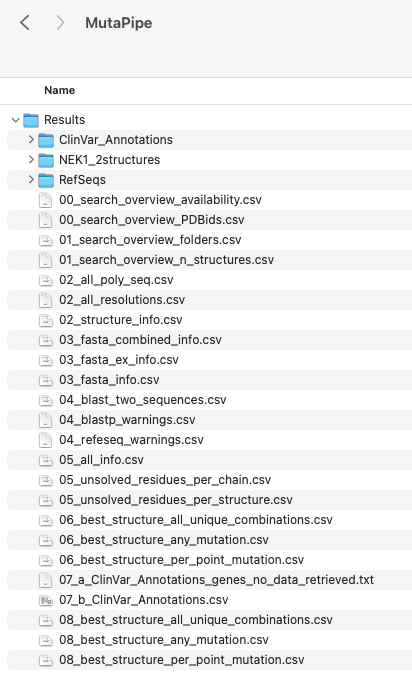 MutaPipe
Name
Results
ClinVar_Annotations
NEK1_2structures
RefSeqs
00_search_overview_availability.csv
00_search_overview_PDBids.csv
01_search_overview_folders.csv
01_search_overview_n_structures.csv
02_all_poly_seq.csv
02_all_resolutions.csv
02_structure_info.csv
03_fasta_combined_info.csv
03_fasta_ex_info.csv
03_fasta_info.csv
04_blast_two_sequences.csv
04_blastp_warnings.csv
04_refeseq_warnings.csv
05_all_info.csv
05_unsolved_residues_per_chain.csv
05_unsolved_residues_per_structure.csv
06_best_structure_all_unique_combinations.csv
06_best_structure_any_mutation.csv
06_best_structure_per_point_mutation.csv
07_a_ClinVar_Annotations_genes_no_data_retrieved.txt
07_b_ClinVar_Annotations.csv
08_best_structure_all_unique_combinations.csv
08_best_structure_any_mutation.csv
08_best_structure_per_point_mutation.csv